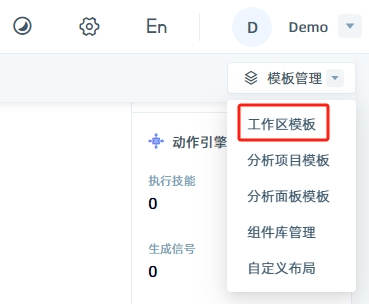 En
D
Demo
模板管理
工作区模板
动作引擎
分析项目模板
执行技能
0
分析面板模板
组件库管理
生成信号
0
自定义布局